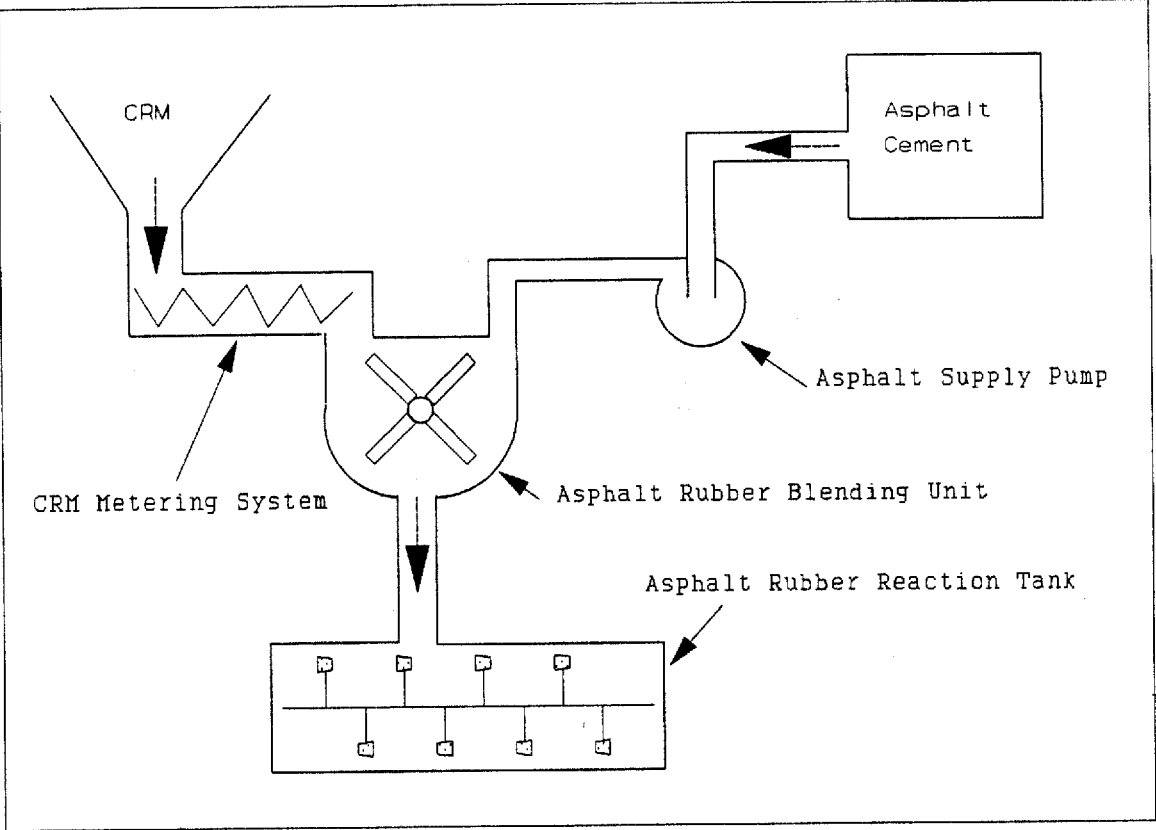 CRM
Asphalt
Cement
Asphalt Supply Pump
CRM Metering System
Asphalt Rubber Blending Unit
Asphalt Rubber Reaction Tank